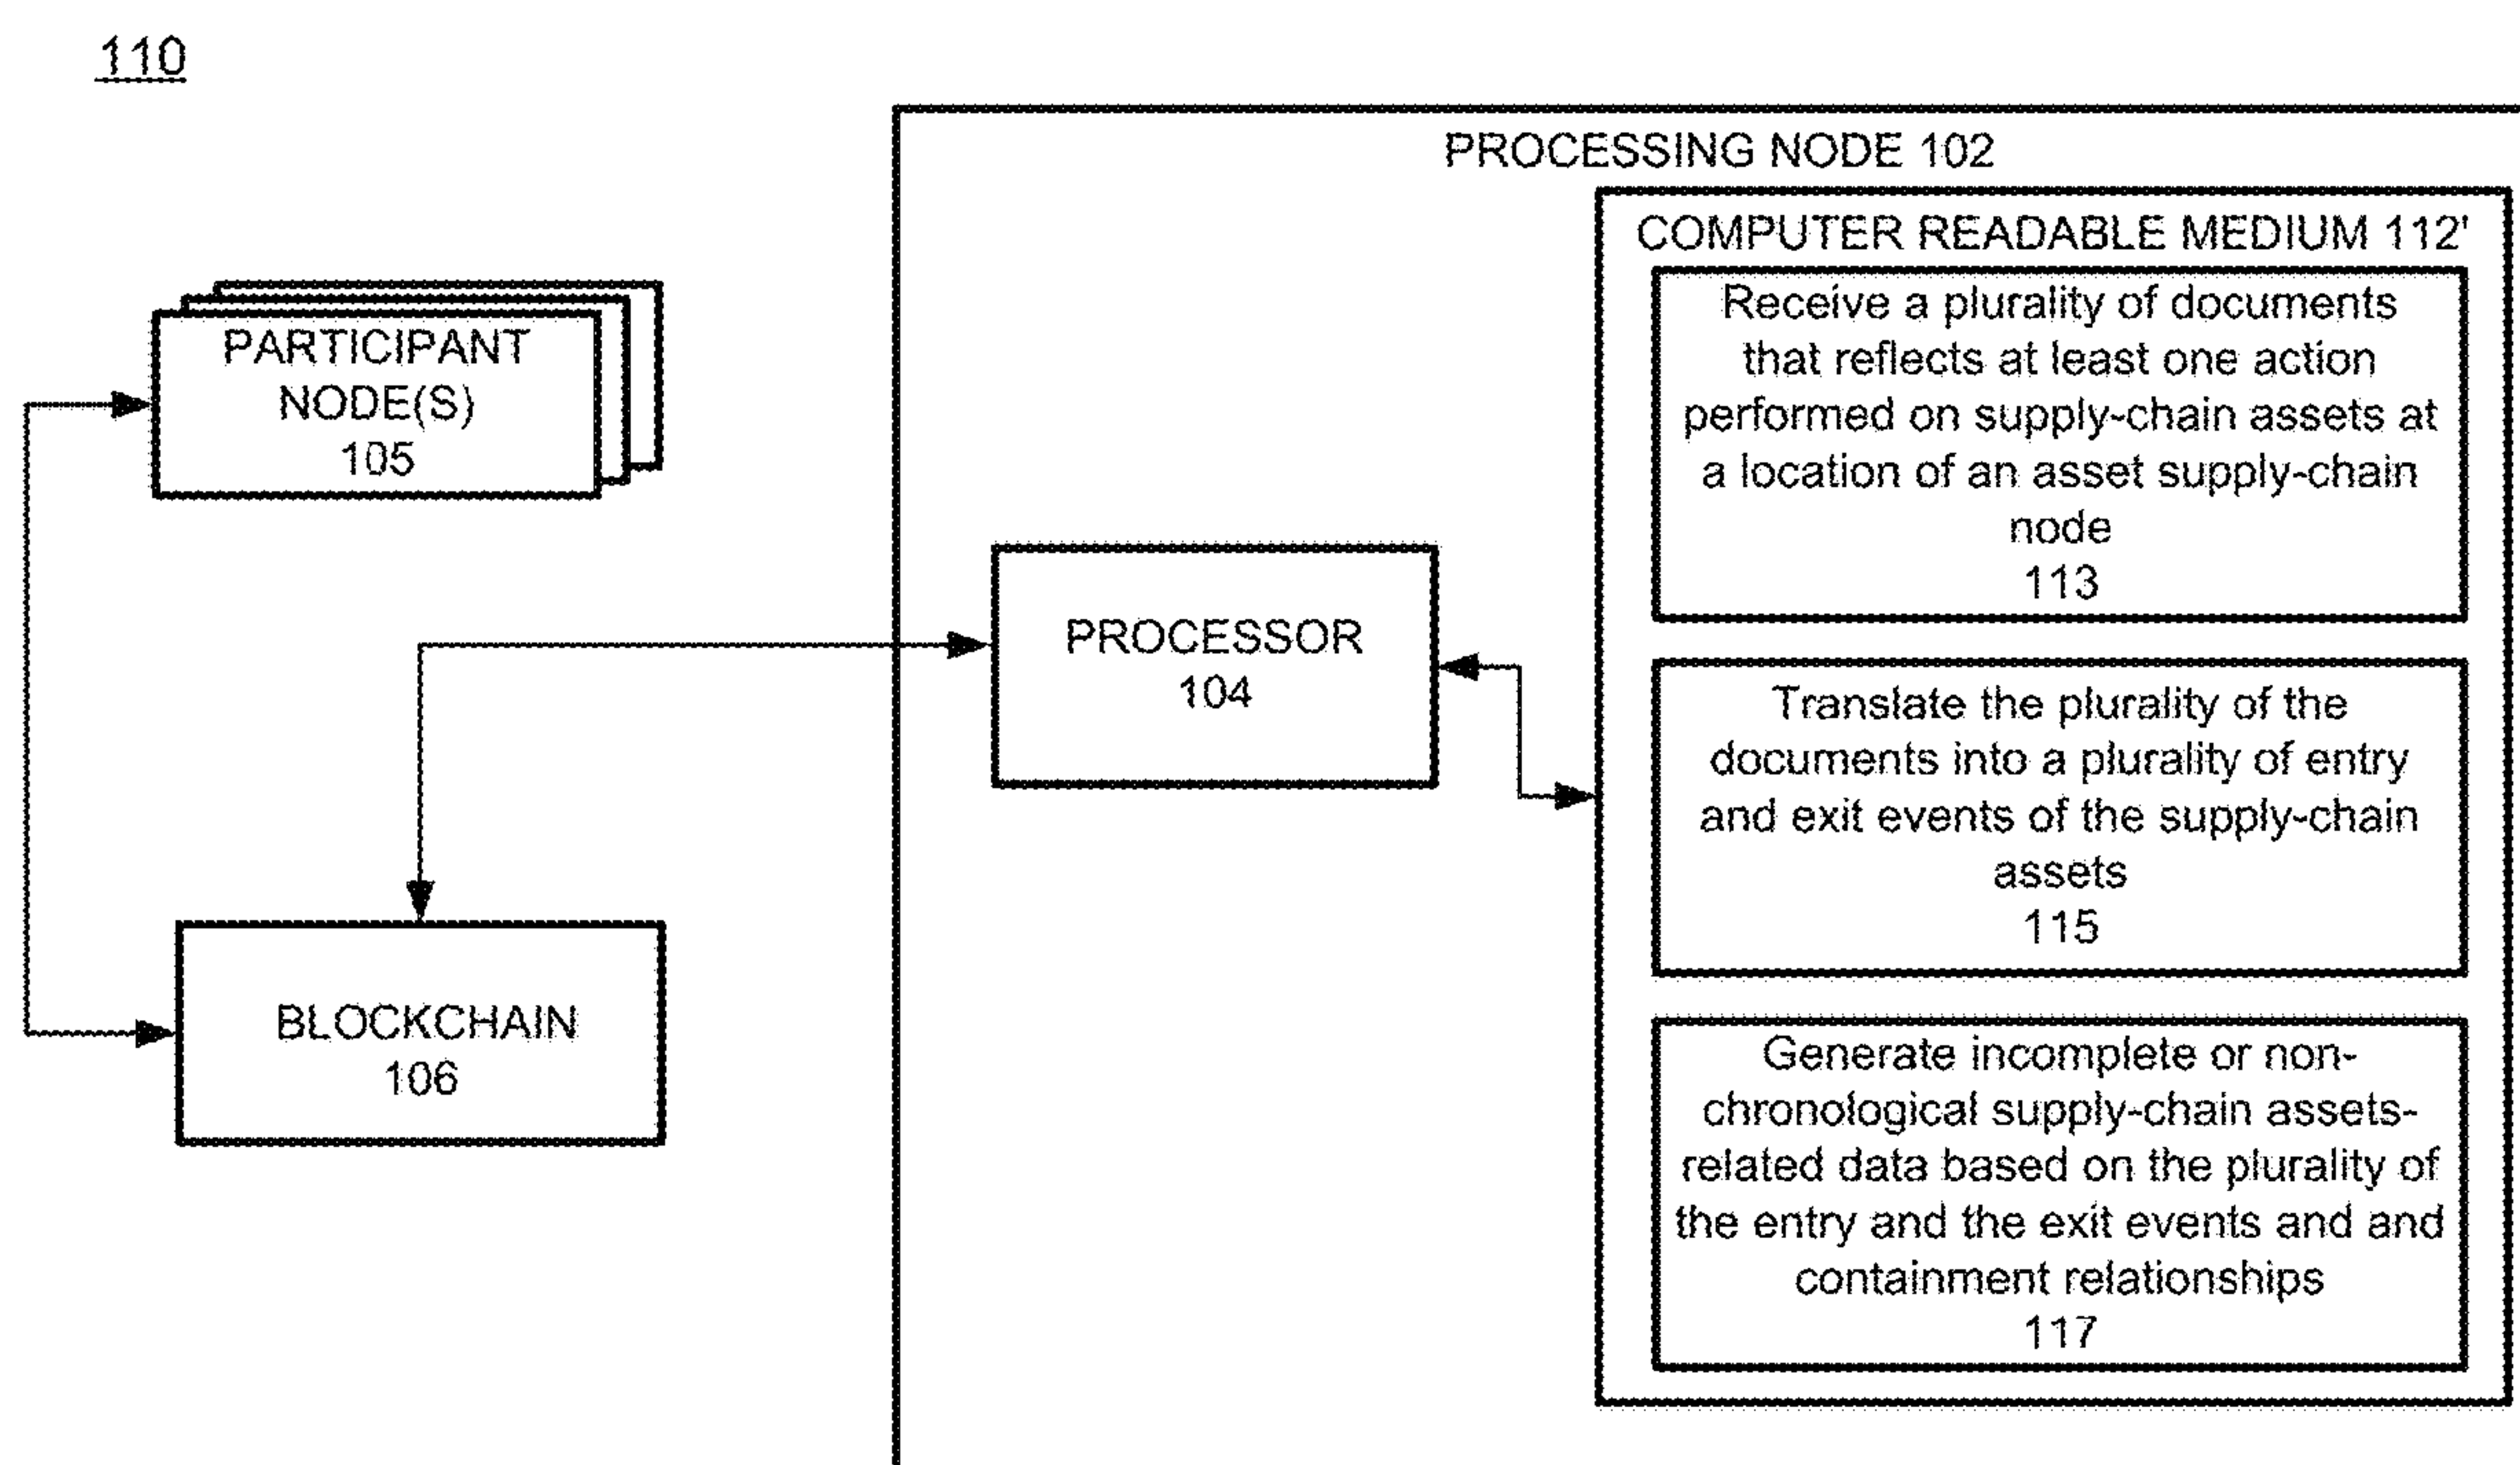 110
PROCESSING NODE 102
COMPUTER READABLE MEDIUM 112'
PARTICIPANT
NODE(S)
105
Receive a plurality of documents
that reflects at least one action
performed on supply-chain assets at
a location of an asset supply-chain
node
113
PROCESSOR
104
Translate the plurality of the
documents into a plurality of entry
and exit events of the supply-chain
assets
115
BLOCKCHAIN
106
Generate incomplete or non-
chronological supply-chain assets-
related data based on the plurality of
the entry and the exit events and and
containment relationships
117